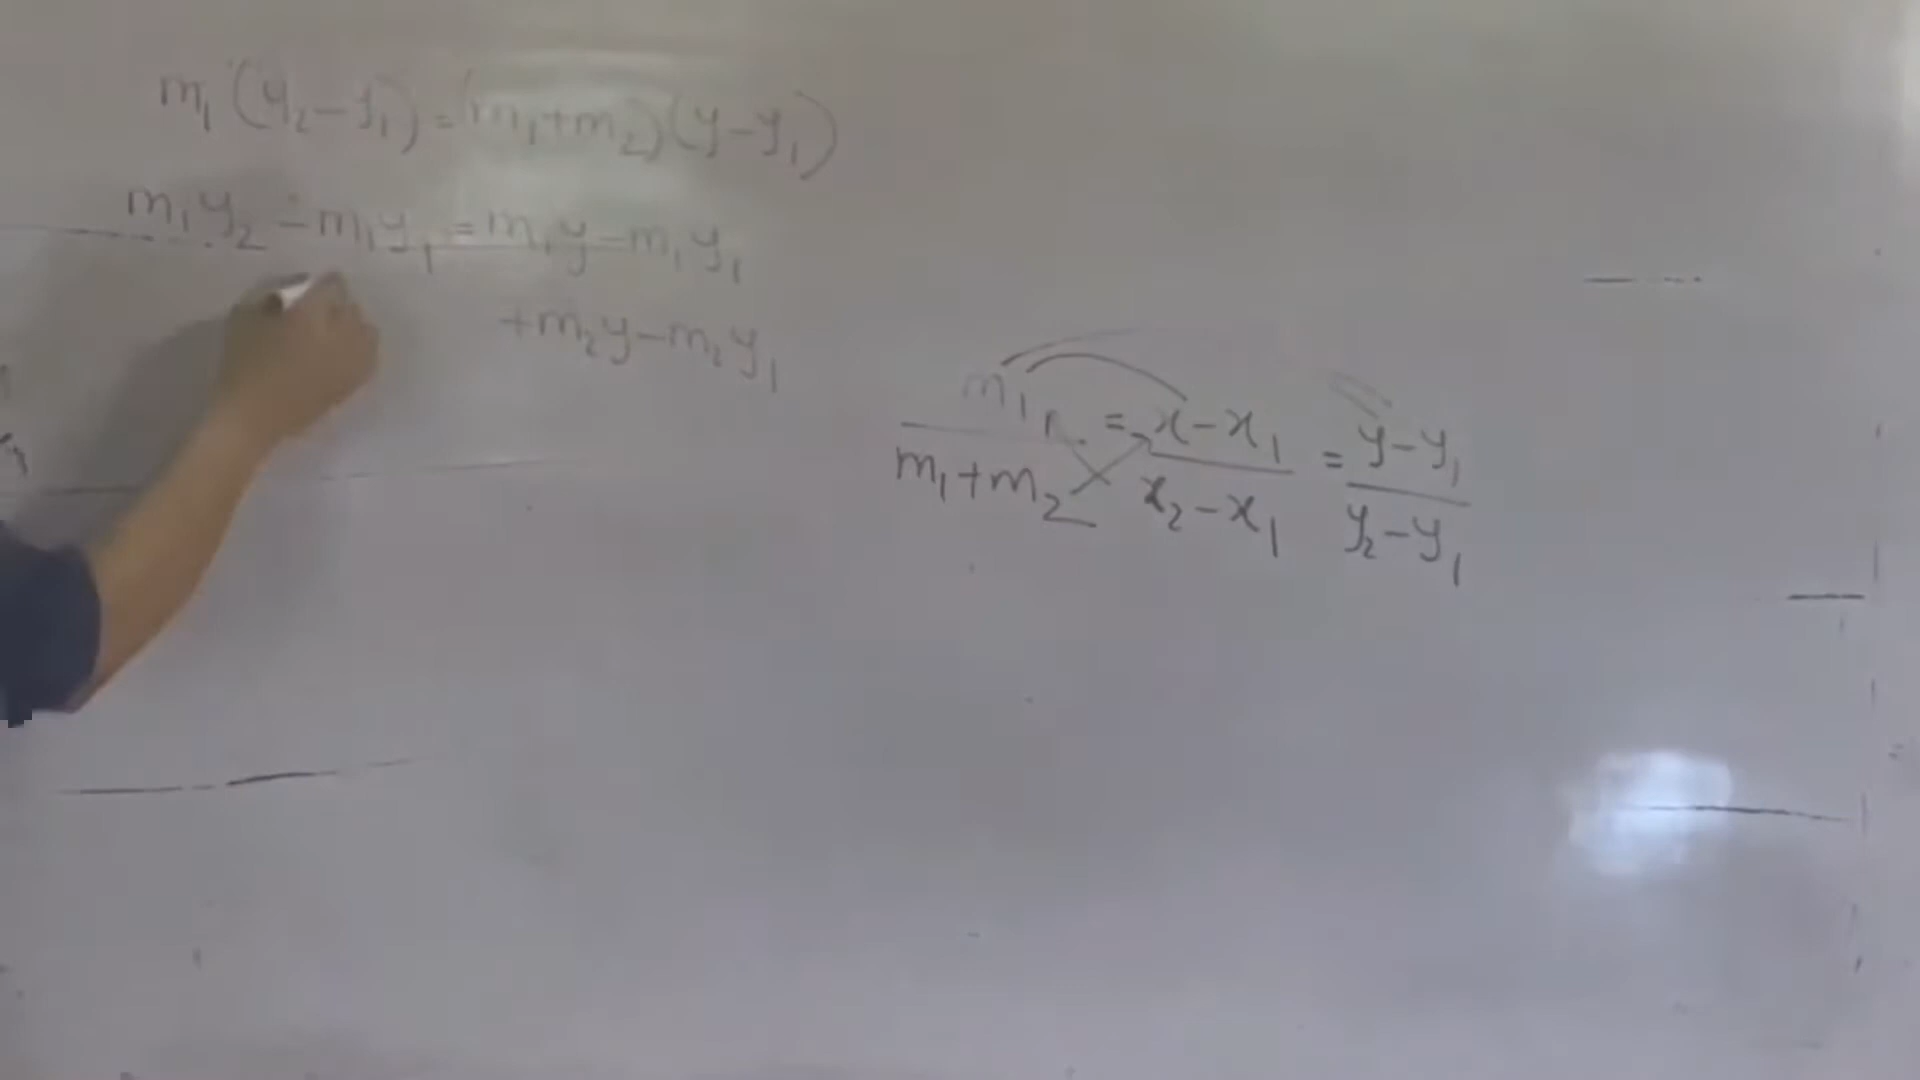 m₁(y₂-y₁)=(m₁+m₂)(y-y₁)
m₁y₂-m₁y₁=m₁y-m₁y₁
+m₂y-m₂y₁
m₁/(m₁+m₂) = (x-x₁)/(x₂-x₁) = (y-y₁)/(y₂-y₁)